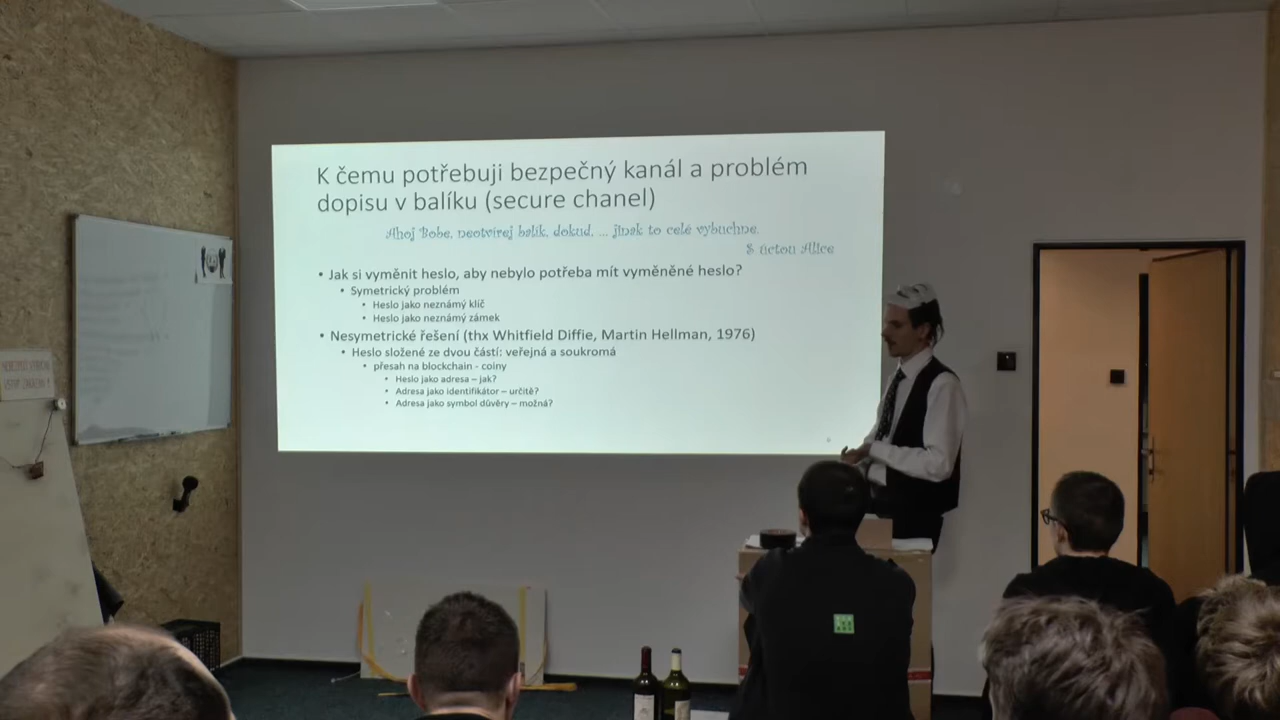 K čemu potřebuji bezpečný kanál a problém
dopisu v balíku (secure chanel)
Ahoj Bobe, neotvírej balík, dokud, ... jinak to celé vybuchne.
S úctou Alice
• Jak si vyměnit heslo, aby nebylo potřeba mít vyměněné heslo?
• Symetrický problém
• Heslo jako neznámý klíč
• Heslo jako neznámý zámek
• Nesymetrické řešení (thx Whitfield Diffie, Martin Hellman, 1976)
• Heslo složené ze dvou částí: veřejná a soukromá
• přesah na blockchain - coiny
• Heslo jako adresa – jak?
• Adresa jako identifikátor – určitě?
• Adresa jako symbol důvěry – možná?
VSTUP ZAKÁZÁN !!